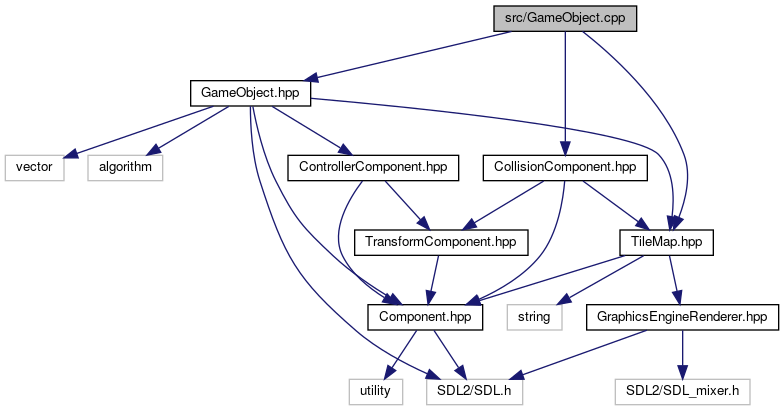 src/GameObject.cpp
GameObject.hpp
vector
algorithm
ControllerComponent.hpp
CollisionComponent.hpp
TransformComponent.hpp
TileMap.hpp
Component.hpp
string
GraphicsEngineRenderer.hpp
utility
SDL2/SDL.h
SDL2/SDL_mixer.h